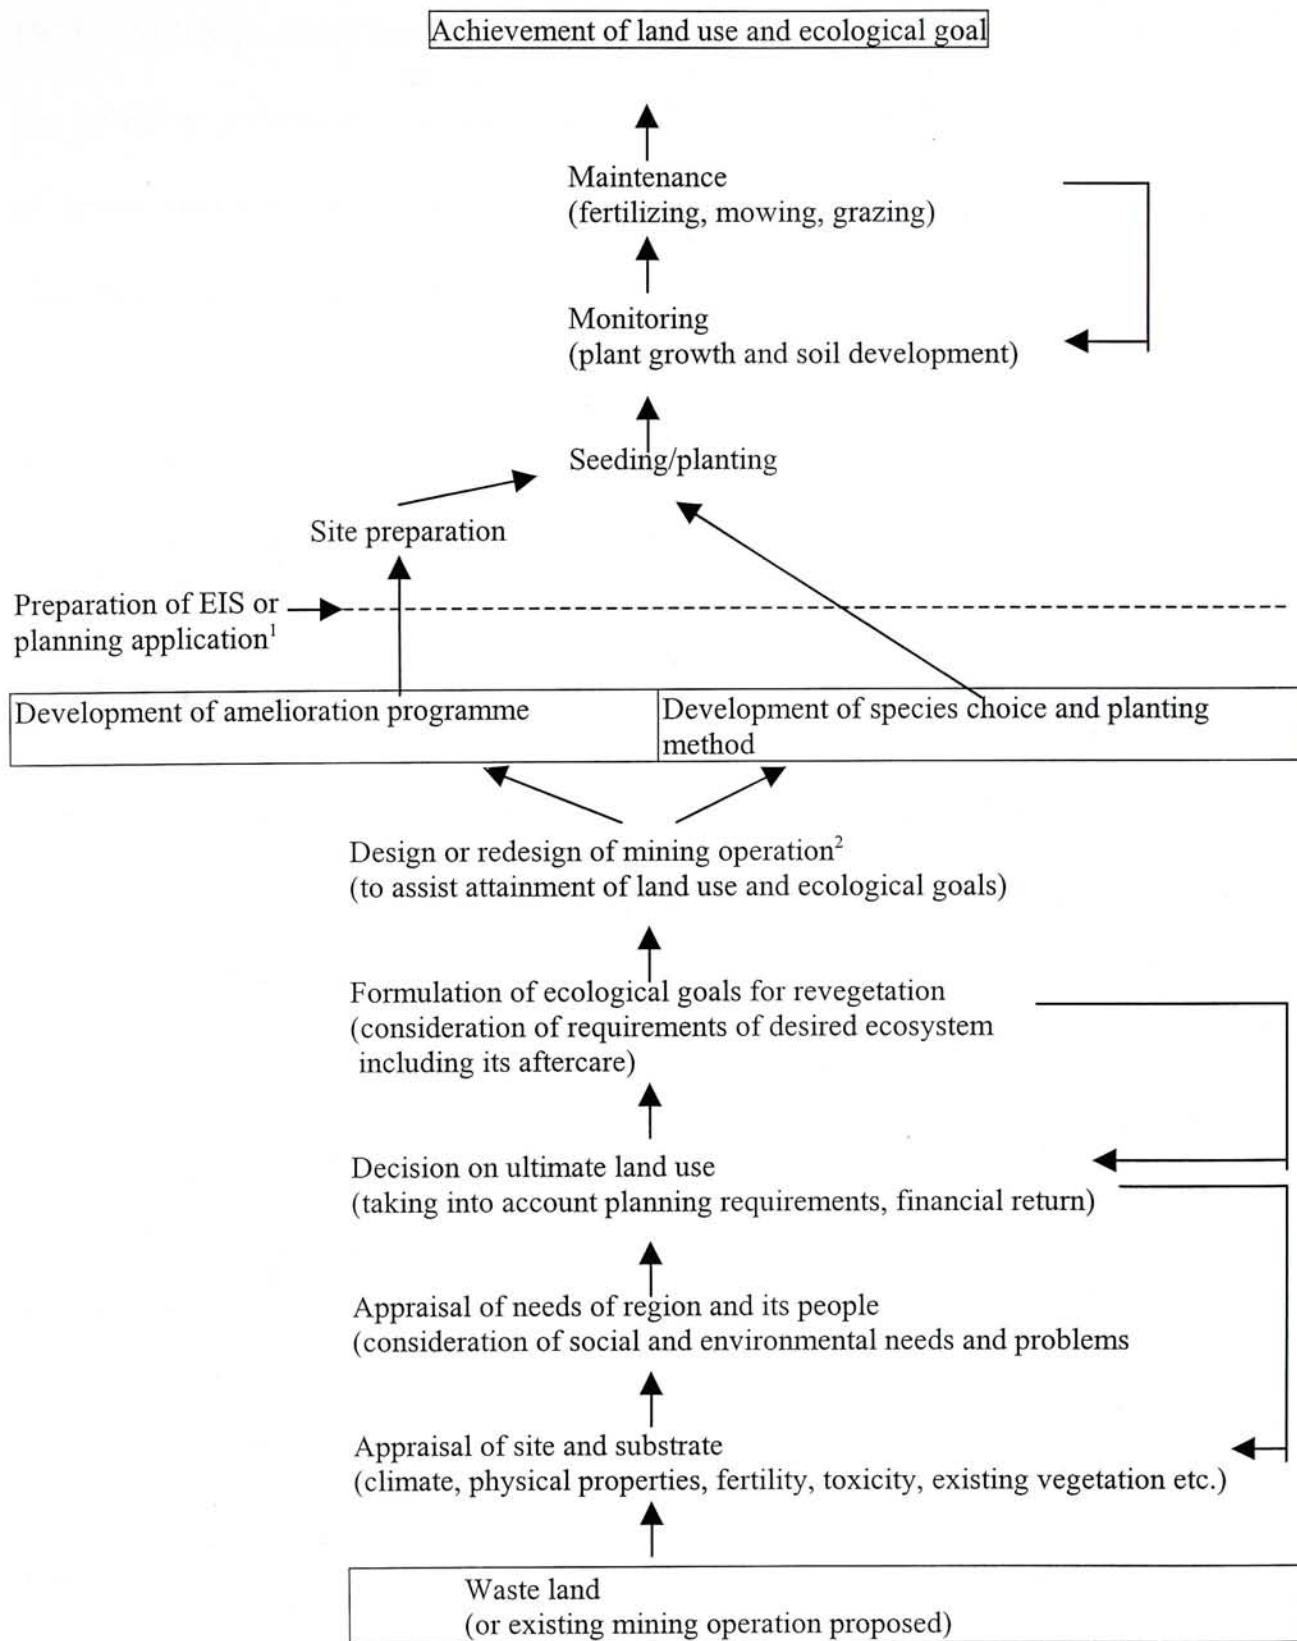 Achievement of land use and ecological goal
Maintenance
(fertilizing, mowing, grazing)
Monitoring
(plant growth and soil development)
Seeding/planting
Site preparation
Preparation of EIS or
planning application¹
Development of amelioration programme
Development of species choice and planting
method
Design or redesign of mining operation²
(to assist attainment of land use and ecological goals)
Formulation of ecological goals for revegetation
(consideration of requirements of desired ecosystem
including its aftercare)
Decision on ultimate land use
(taking into account planning requirements, financial return)
Appraisal of needs of region and its people
(consideration of social and environmental needs and problems
Appraisal of site and substrate
(climate, physical properties, fertility, toxicity, existing vegetation etc.)
Waste land
(or existing mining operation proposed)